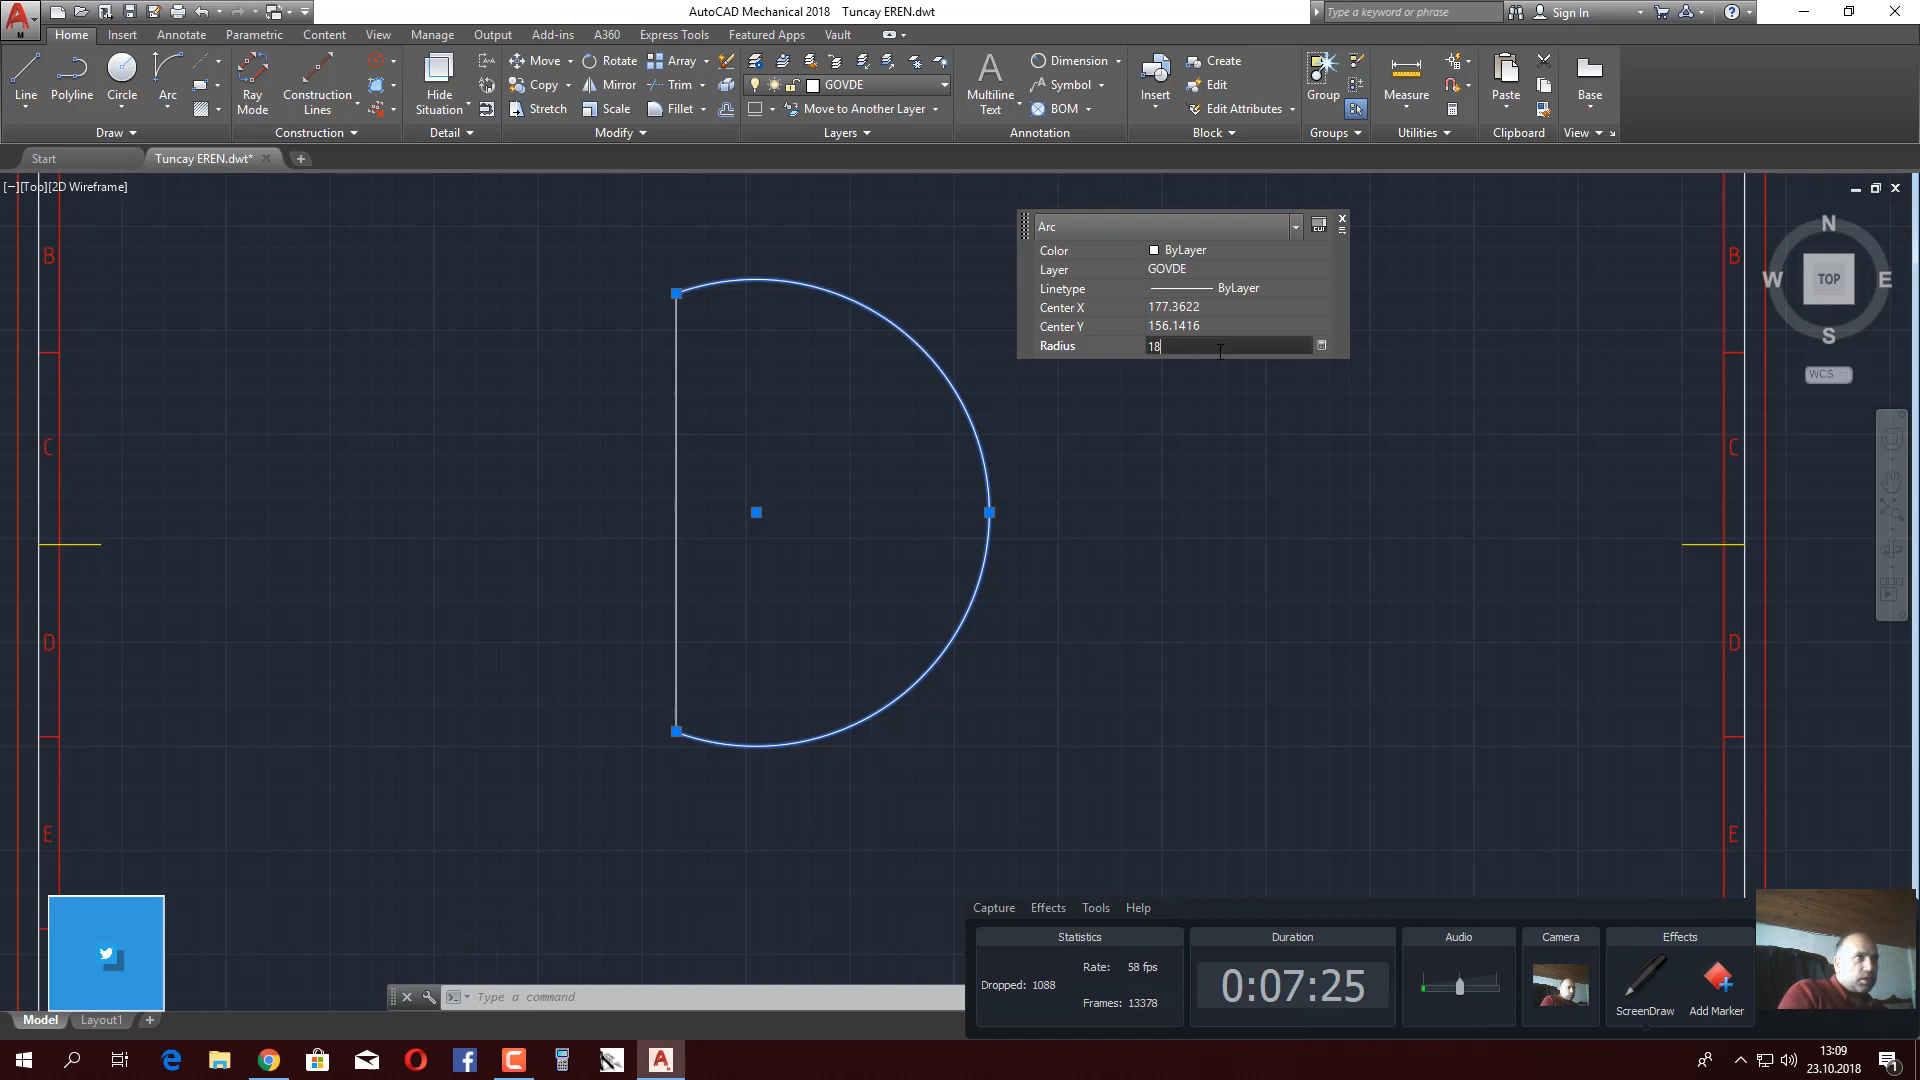 AutoCAD Mechanical 2018 Tuncay EREN.dwt
Type a keyword or phrase
Sign In
Home Insert Annotate Parametric Content View Manage Output Add-ins A360 Express Tools Featured Apps Vault
Line Polyline Circle Arc
Ray Mode
Construction Lines
Hide Situation
Move Rotate Array
Copy Mirror Trim
Stretch Scale Fillet
GOVDE
Move to Another Layer
Multiline Text
Dimension
Symbol
BOM
Insert
Create
Edit
Edit Attributes
Group
Measure
Paste
Base
Draw Construction Detail Modify Layers Annotation Block Groups Utilities Clipboard View
Start Tuncay EREN.dwt*
[−][Top][2D Wireframe]
N
W TOP E
S
WCS
B B
C C
D D
E E
Arc
Color ByLayer
Layer GOVDE
Linetype ByLayer
Center X 177.3622
Center Y 156.1416
Radius 18
Type a command
Model Layout1
Capture Effects Tools Help
Statistics Duration Audio Camera Effects
Rate: 58 fps
Dropped: 1088
Frames: 13378
0:07:25
ScreenDraw Add Marker
13:09
23.10.2018
1